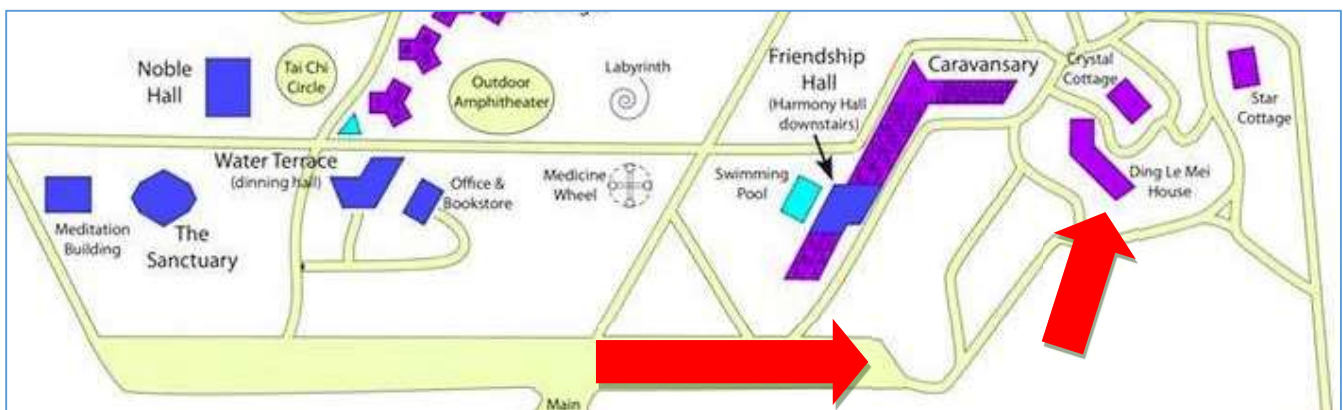 Noble
Hall
Tai Chi
Circle
Outdoor
Amphitheater
Labyrinth
Friendship
Hall
(Harmony Hall
downstairs)
Caravansary
Crystal
Cottage
Star
Cottage
Water Terrace
(dinning hall)
Office &
Bookstore
Medicine
Wheel
Swimming
Pool
Ding Le Mei
House
Meditation
Building
The
Sanctuary
Main